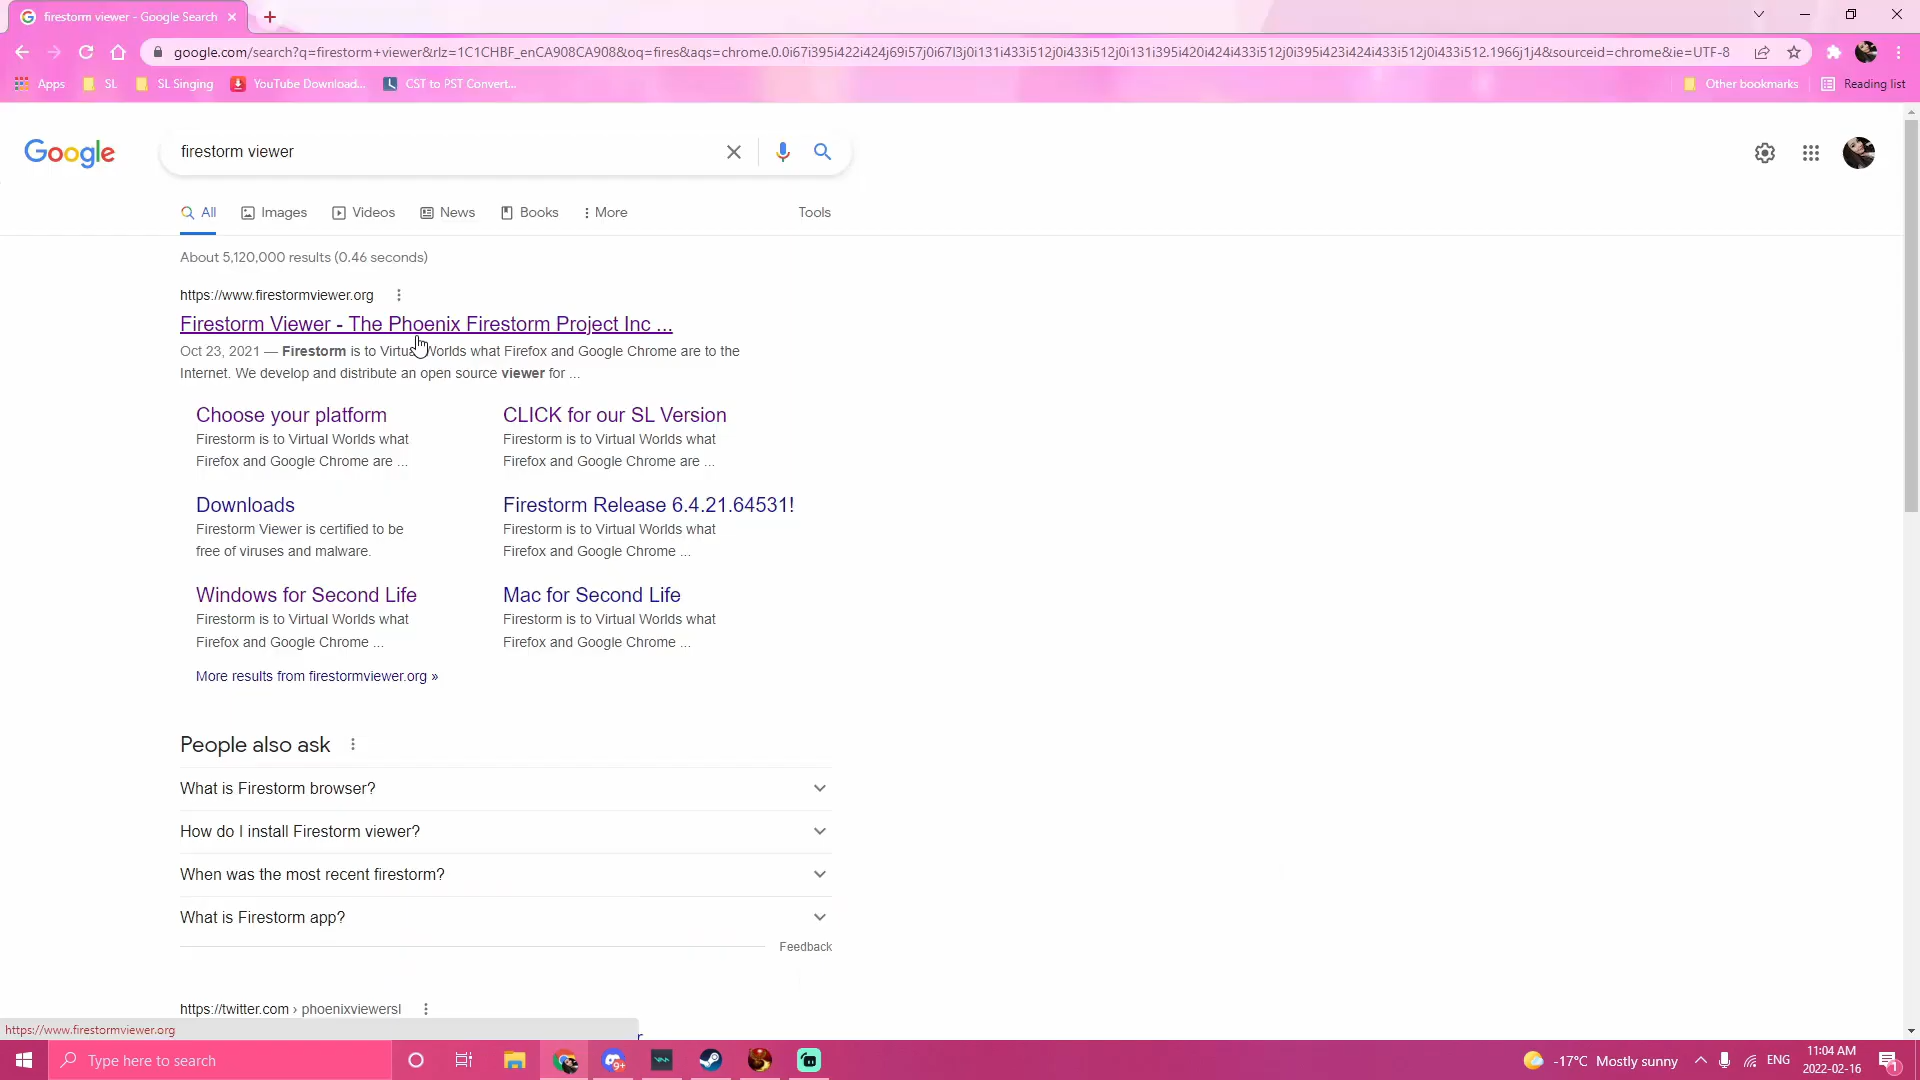 firestorm viewer - Google Search
google.com/search?q=firestorm+viewer&rlz=1C1CHBF_enCA908CA908&oq=fires&aqs=chrome.0.0i67i395i422i424j69i57j0i67l3j0i131i433i512j0i433i512j0i131i395i420i424i433i512j0i395i423i424i433i512j0i433i512.1966j1j4&sourceid=chrome&ie=UTF-8
Apps SL SL Singing YouTube Download... CST to PST Convert... Other bookmarks Reading list
Google firestorm viewer
All Images Videos News Books More Tools
About 5,120,000 results (0.46 seconds)
https://www.firestormviewer.org
Firestorm Viewer - The Phoenix Firestorm Project Inc ...
Oct 23, 2021 — Firestorm is to Virtual Worlds what Firefox and Google Chrome are to the
Internet. We develop and distribute an open source viewer for ...
Choose your platform
Firestorm is to Virtual Worlds what
Firefox and Google Chrome are ...
CLICK for our SL Version
Firestorm is to Virtual Worlds what
Firefox and Google Chrome are ...
Downloads
Firestorm Viewer is certified to be
free of viruses and malware.
Firestorm Release 6.4.21.64531!
Firestorm is to Virtual Worlds what
Firefox and Google Chrome ...
Windows for Second Life
Firestorm is to Virtual Worlds what
Firefox and Google Chrome ...
Mac for Second Life
Firestorm is to Virtual Worlds what
Firefox and Google Chrome ...
More results from firestormviewer.org »
People also ask
What is Firestorm browser?
How do I install Firestorm viewer?
When was the most recent firestorm?
What is Firestorm app?
Feedback
https://twitter.com › phoenixviewersl
https://www.firestormviewer.org
Type here to search
9+
-17°C Mostly sunny
ENG
11:04 AM
2022-02-16
1